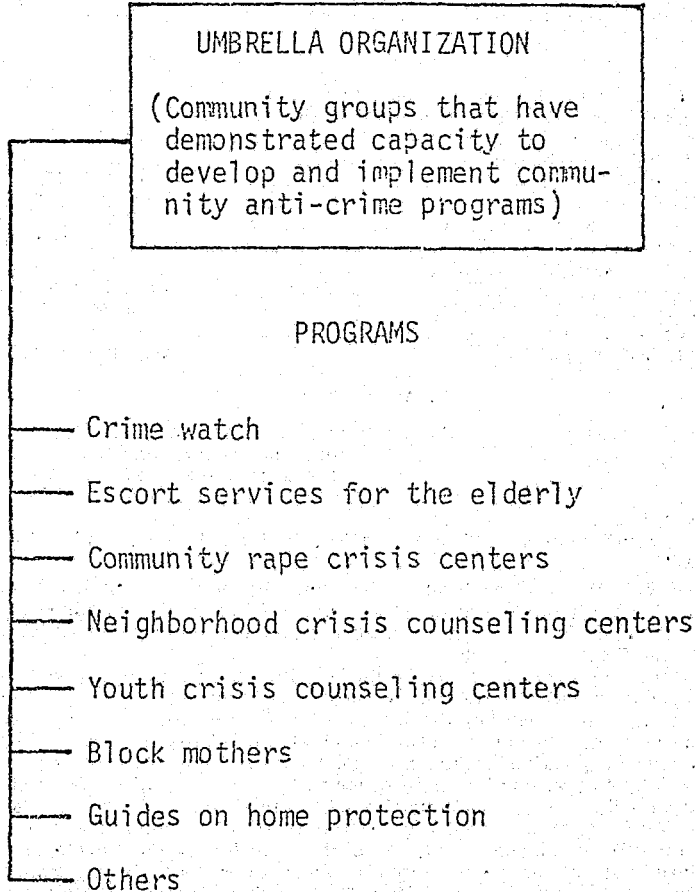 UMBRELLA ORGANIZATION
(Community groups that have
demonstrated capacity to
develop and implement commu-
nity anti-crime programs)
PROGRAMS
Crime watch
Escort services for the elderly
Community rape crisis centers
Neighborhood crisis counseling centers
Youth crisis counseling centers
Block mothers
Guides on home protection
Others